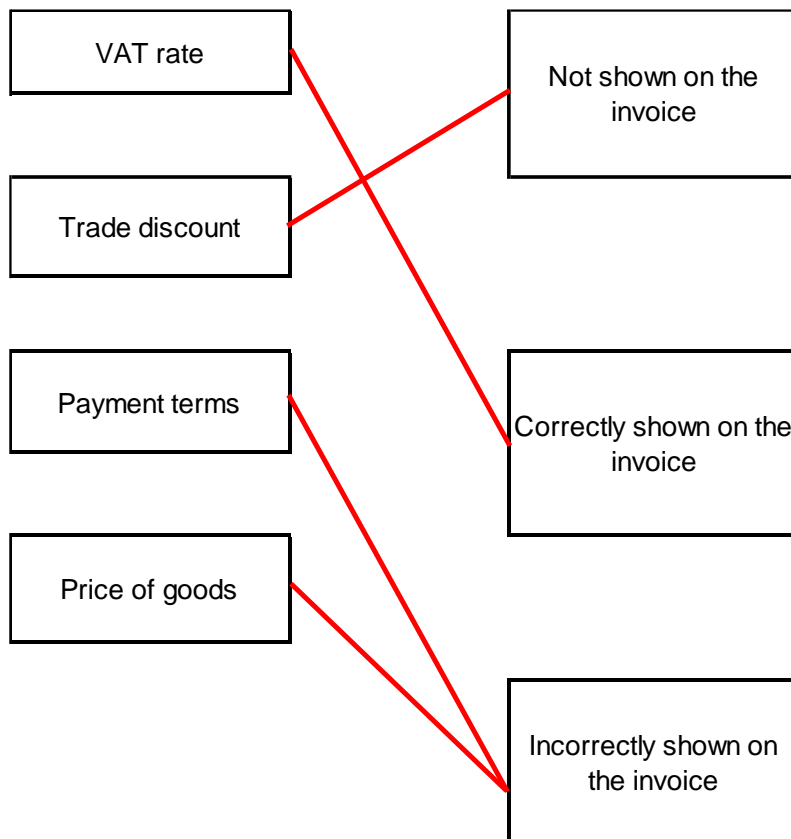 VAT rate
Not shown on the
invoice
Trade discount
Payment terms
Correctly shown on the
invoice
Price of goods
Incorrectly shown on
the invoice